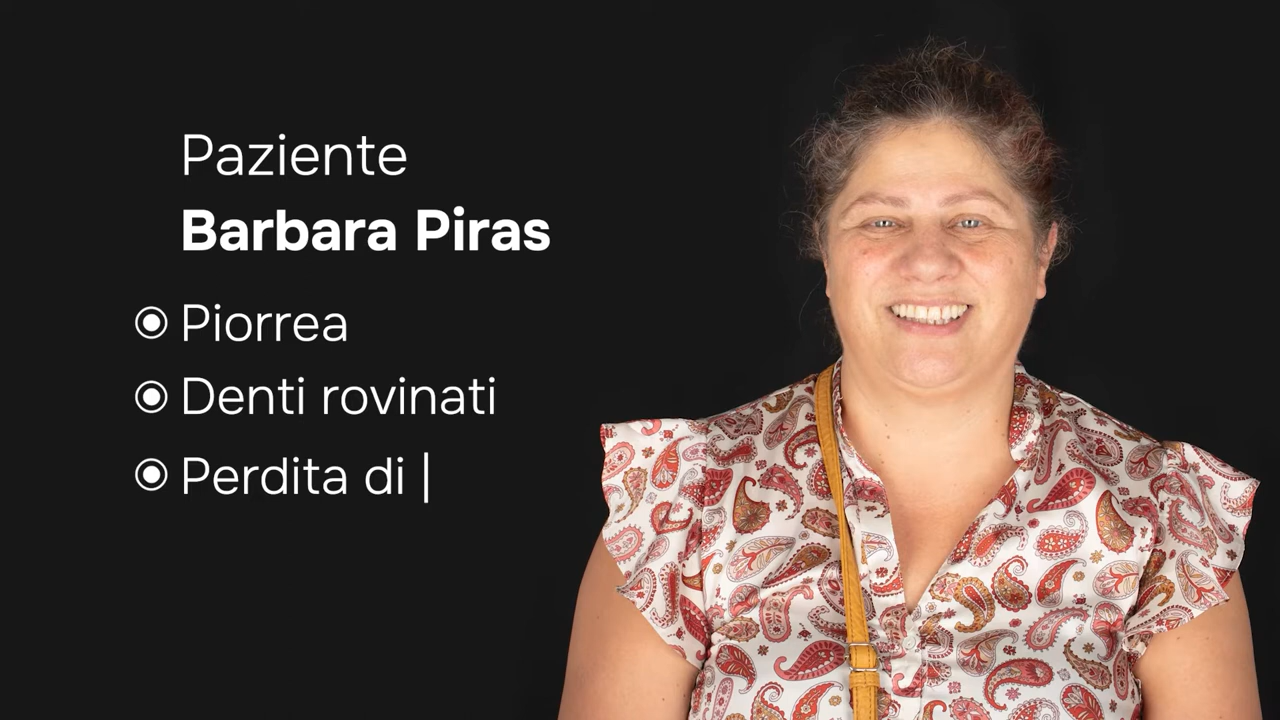 Paziente
Barbara Piras
Piorrea
Denti rovinati
Perdita di |